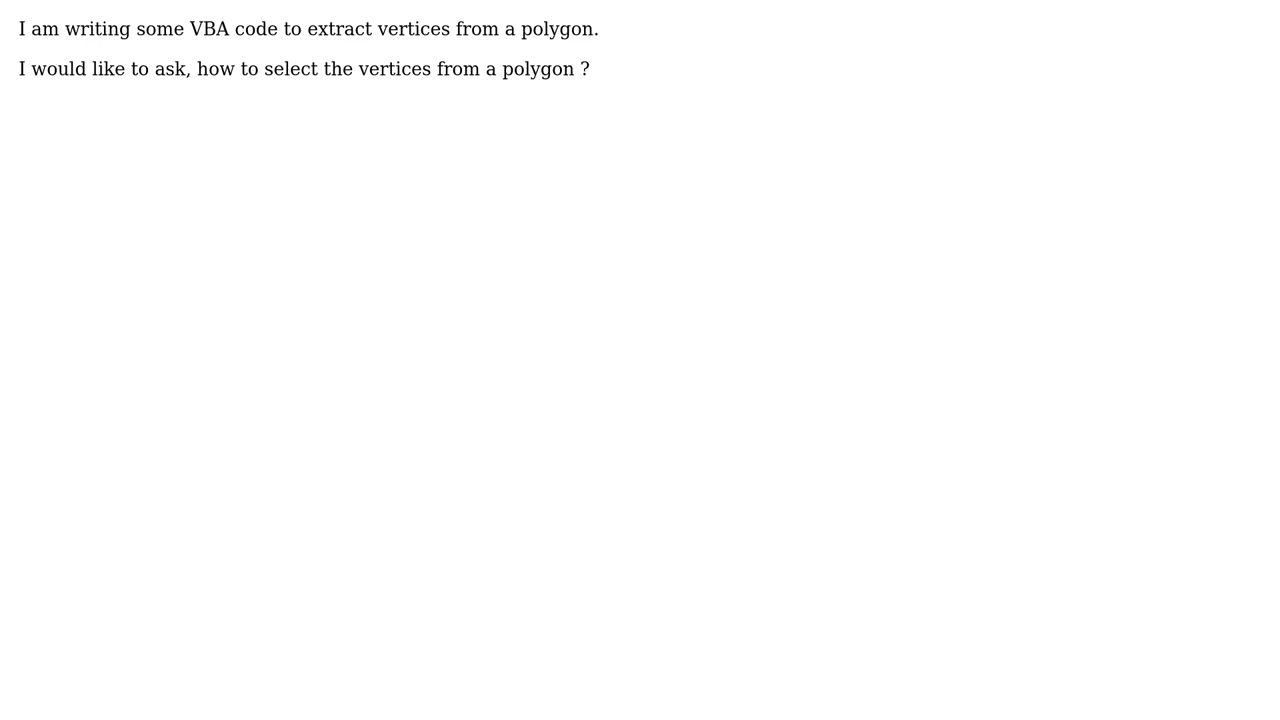 I am writing some VBA code to extract vertices from a polygon.
I would like to ask, how to select the vertices from a polygon ?